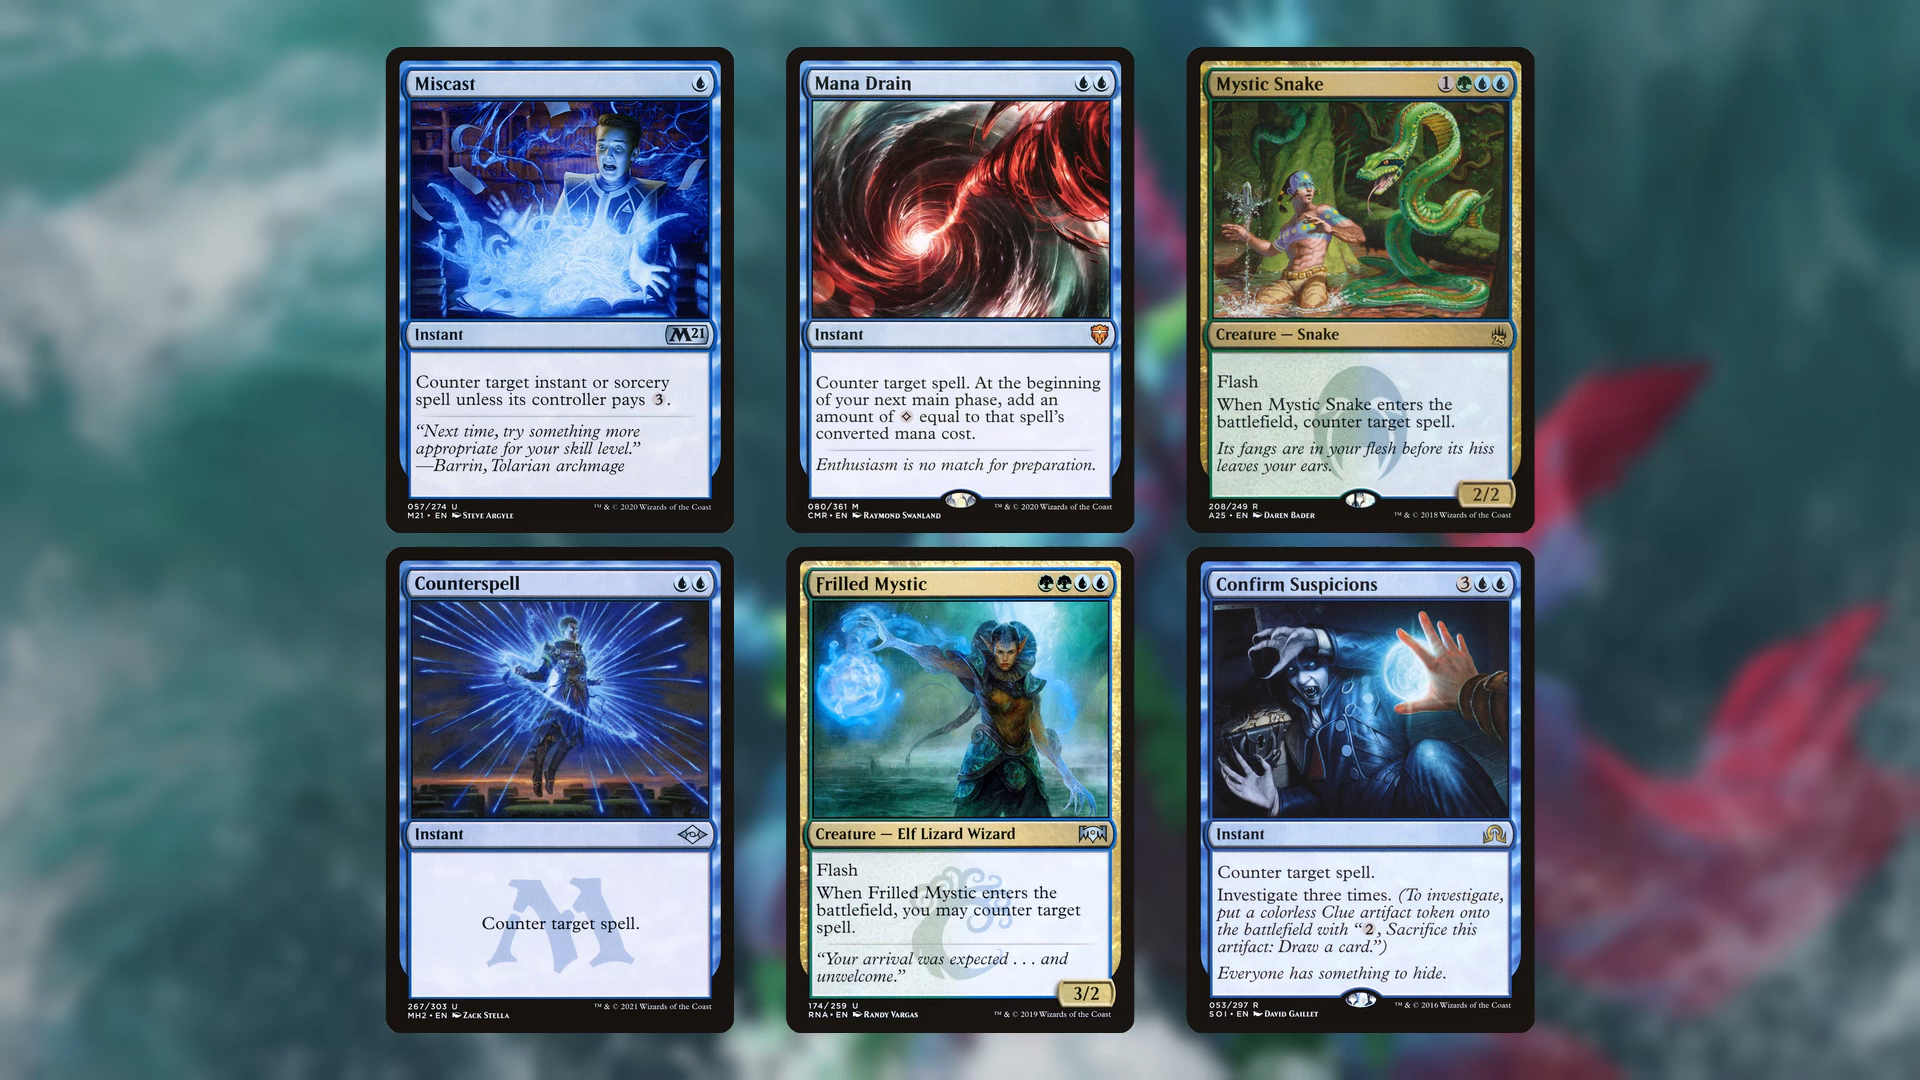 Miscast
Instant
M21
Counter target instant or sorcery
spell unless its controller pays 3.
“Next time, try something more
appropriate for your skill level.”
—Barrin, Tolarian archmage
057/274 U
M21 • EN Steve Argyle
™ & © 2020 Wizards of the Coast
Mana Drain
Instant
Counter target spell. At the beginning
of your next main phase, add an
amount of equal to that spell’s
converted mana cost.
Enthusiasm is no match for preparation.
080/361 M
CMR • EN Raymond Swanland
™ & © 2020 Wizards of the Coast
Mystic Snake 1
Creature — Snake
25
Flash
When Mystic Snake enters the
battlefield, counter target spell.
Its fangs are in your flesh before its hiss
leaves your ears.
2/2
208/249 R
A25 • EN Daren Bader
™ & © 2018 Wizards of the Coast
Counterspell
Instant
Counter target spell.
267/303 U
MH2 • EN Zack Stella
™ & © 2021 Wizards of the Coast
Frilled Mystic
Creature — Elf Lizard Wizard
Flash
When Frilled Mystic enters the
battlefield, you may counter target
spell.
“Your arrival was expected . . . and
unwelcome.”
3/2
174/259 U
RNA • EN Randy Vargas
™ & © 2019 Wizards of the Coast
Confirm Suspicions 3
Instant
Counter target spell.
Investigate three times. (To investigate,
put a colorless Clue artifact token onto
the battlefield with “2, Sacrifice this
artifact: Draw a card.”)
Everyone has something to hide.
053/297 R
SOI • EN David Gaillet
™ & © 2016 Wizards of the Coast